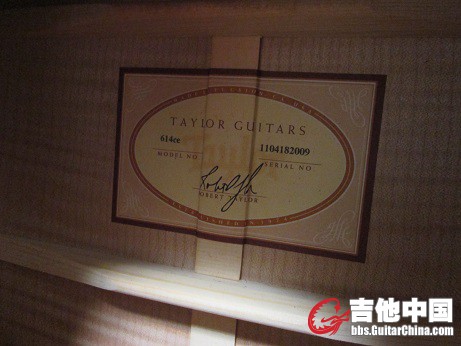 TAYLOR GUITARS
614ce
1104182009
MODEL NO
SERIAL NO
ROBERT TAYLOR
吉他中国
bbs.GuitarChina.com